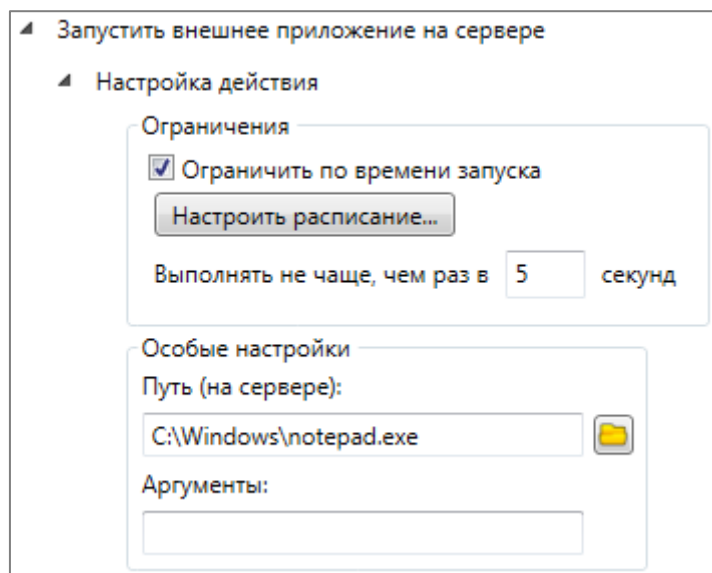 Запустить внешнее приложение на сервере
Настройка действия
Ограничения
Ограничить по времени запуска
Настроить расписание...
Выполнять не чаще, чем раз в 5 секунд
Особые настройки
Путь (на сервере):
C:\Windows\notepad.exe
Аргументы: